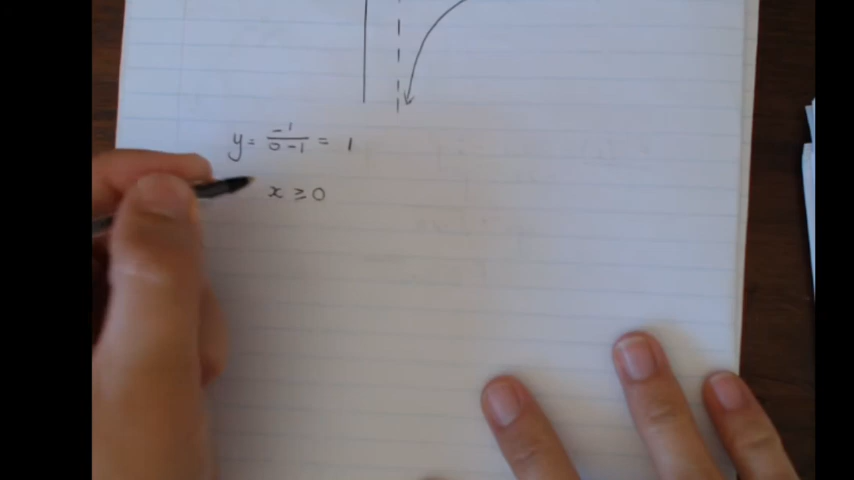 y = -1/(0-1) = 1
x ≥ 0